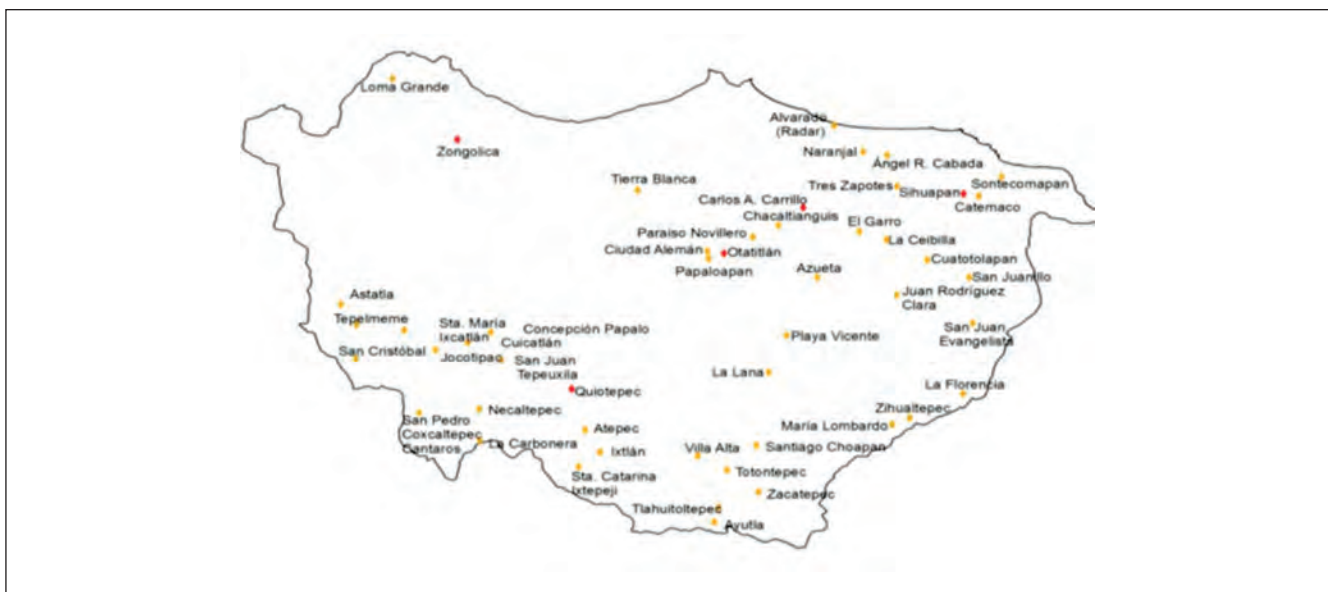 Loma Grande
Zongolica
Alvarado
(Radar)
Naranjal
Ángel R. Cabada
Tierra Blanca
Tres Zapotes
Sihuapan
Sontecomapan
Catemaco
Carlos A. Carrillo
Chacaltianguis
El Garro
Paraiso Novillero
La Ceibilla
Ciudad Alemán
Otatitlán
Papaloapan
Azueta
Cuatotolapan
San Juanillo
Juan Rodríguez
Clara
Astatla
Tepelmeme
Sta. María
Ixcatlán
Concepción Papalo
Cuicatlán
San Juan
Evangelista
Playa Vicente
San Cristóbal
Jocotipac
San Juan
Tepeuxila
La Lana
Quiotepec
La Florencia
Necaltepec
Zihualtepec
San Pedro
Coxcaltepec
Cantaros
Atepec
María Lombardo
La Carbonera
Ixtlán
Villa Alta
Santiago Choapan
Sta. Catarina
Ixtepeji
Totontepec
Zacatepec
Tlahuitoltepec
Ayutla